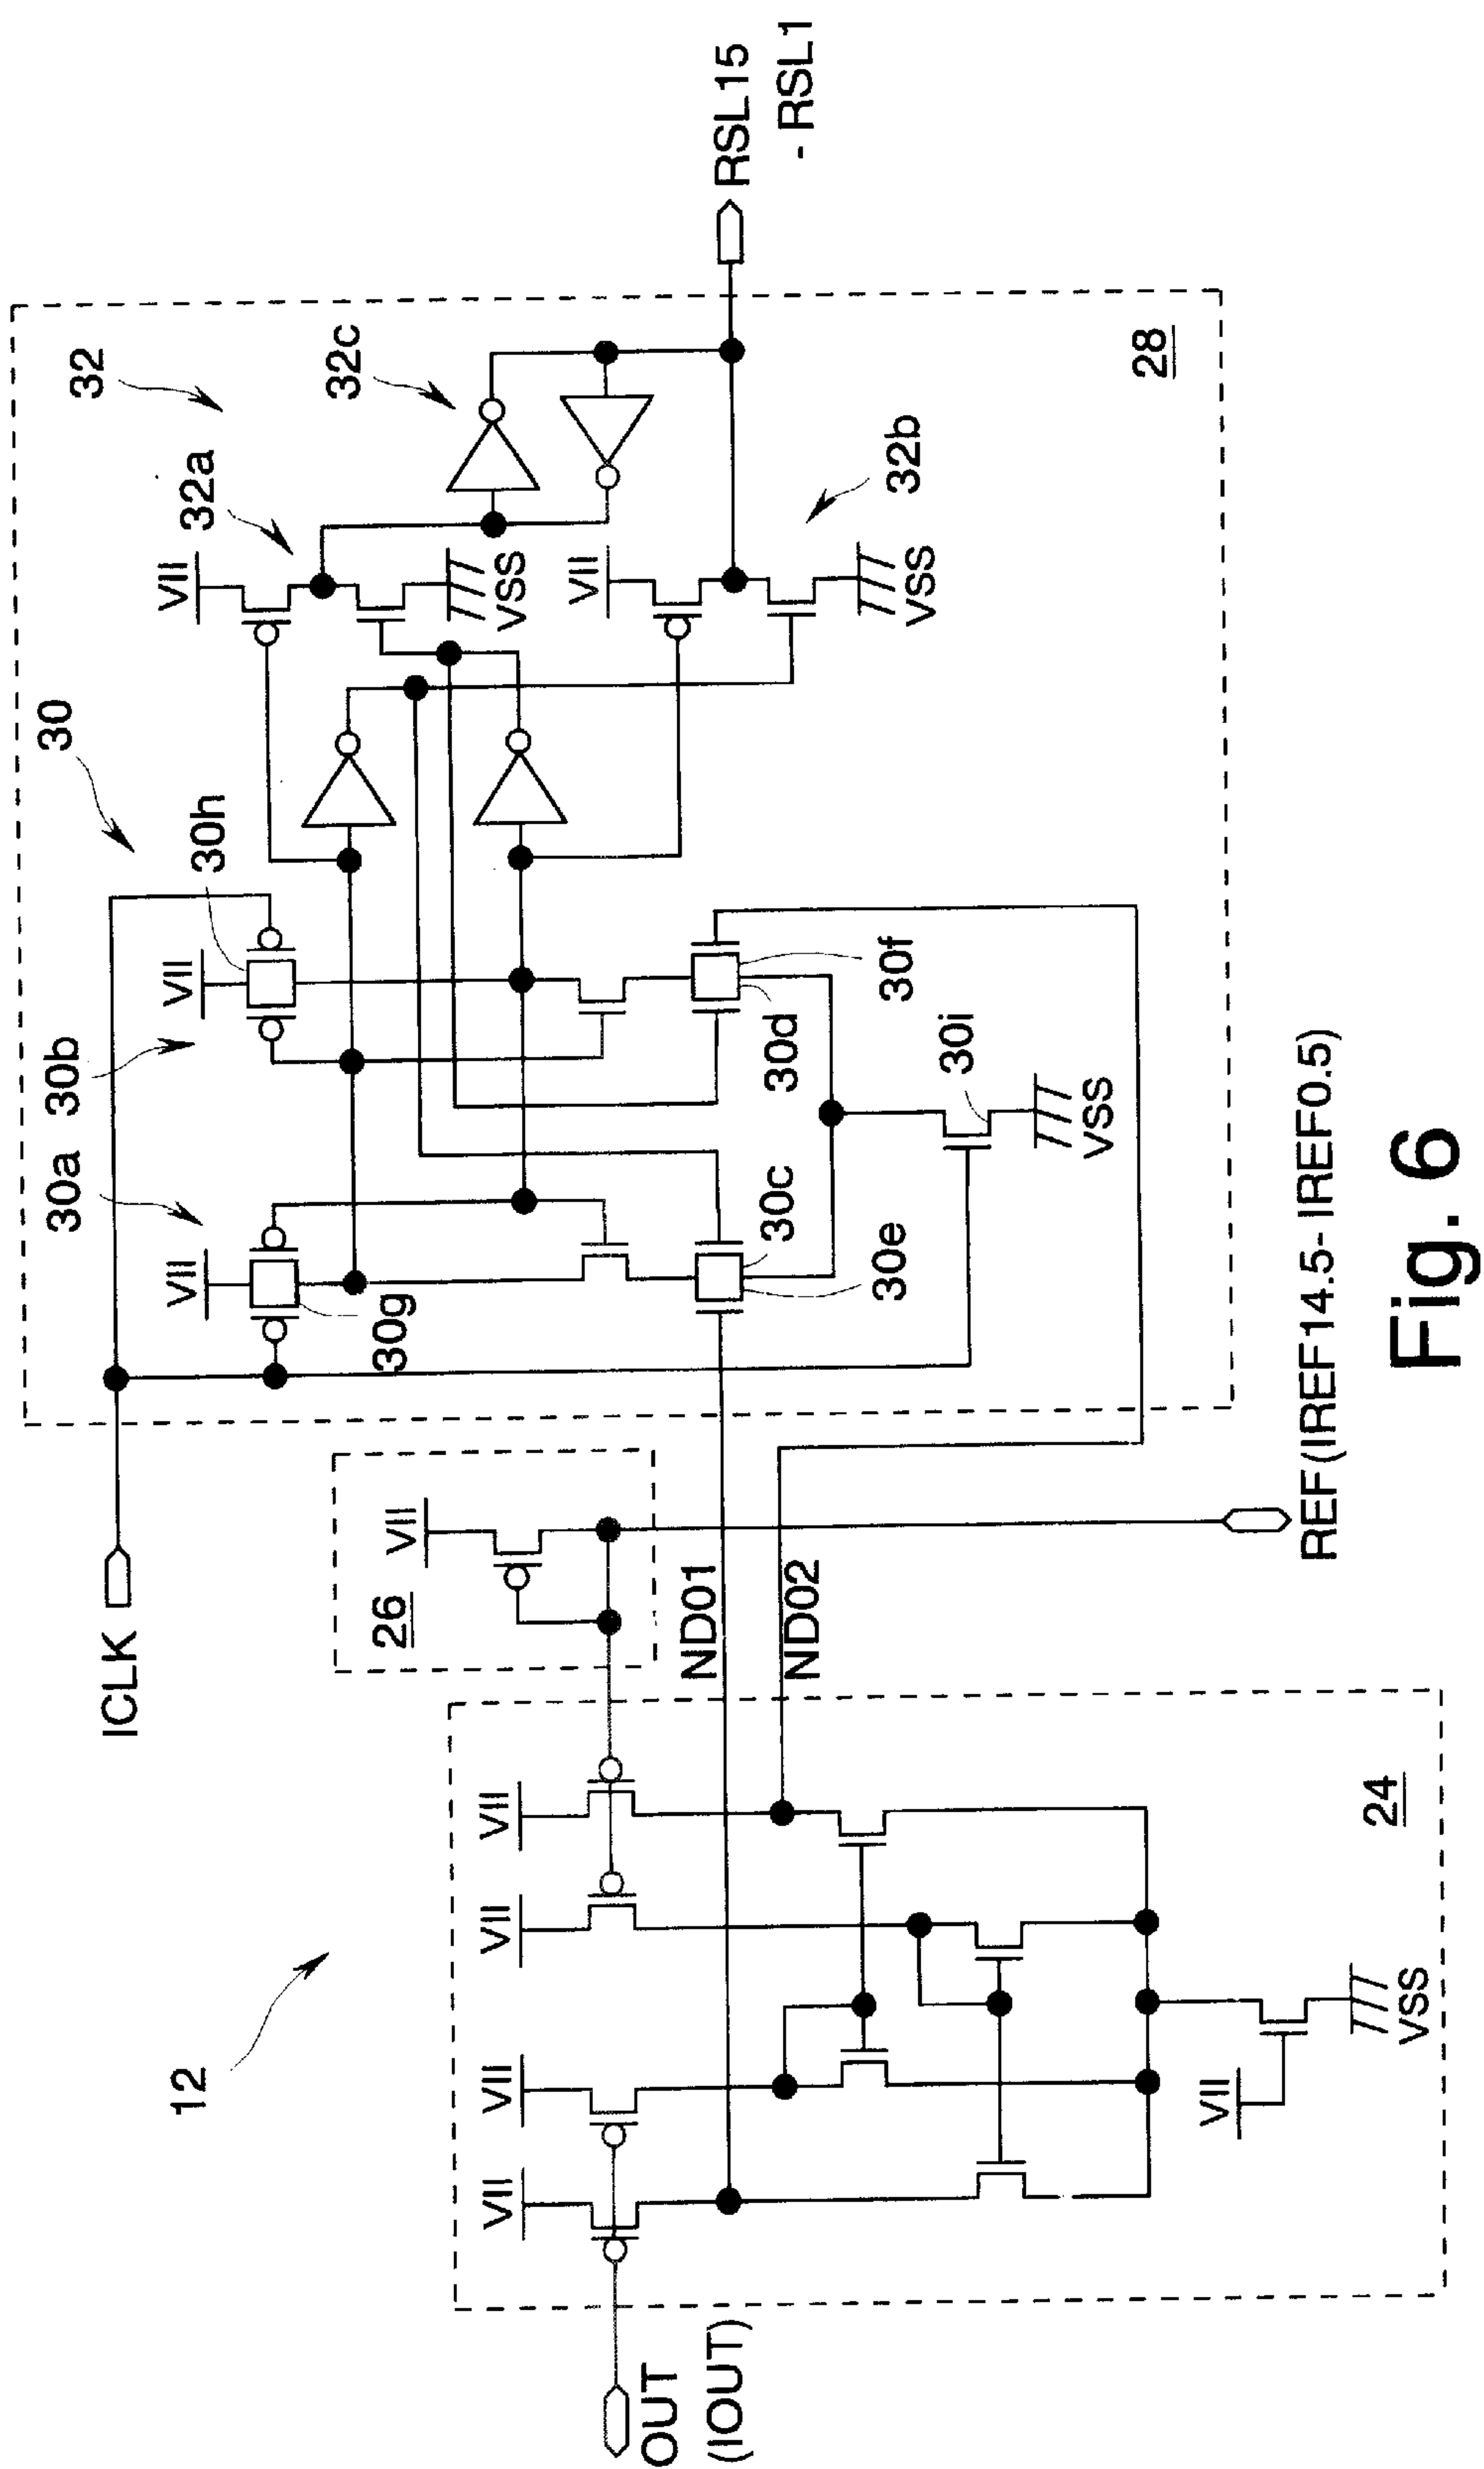 12
OUT
(IOUT)
VII
VII
VII
VII
VII
VSS
24
ICLK
VII
26
ND01
ND02
REF(IREF14.5- IREF0.5)
30
30a
30b
VII
VII
30g
30h
30c
30e
30d
30f
30i
VSS
32
32a
32c
32b
VII
VSS
VII
VSS
28
RSL15
- RSL1
Fig. 6